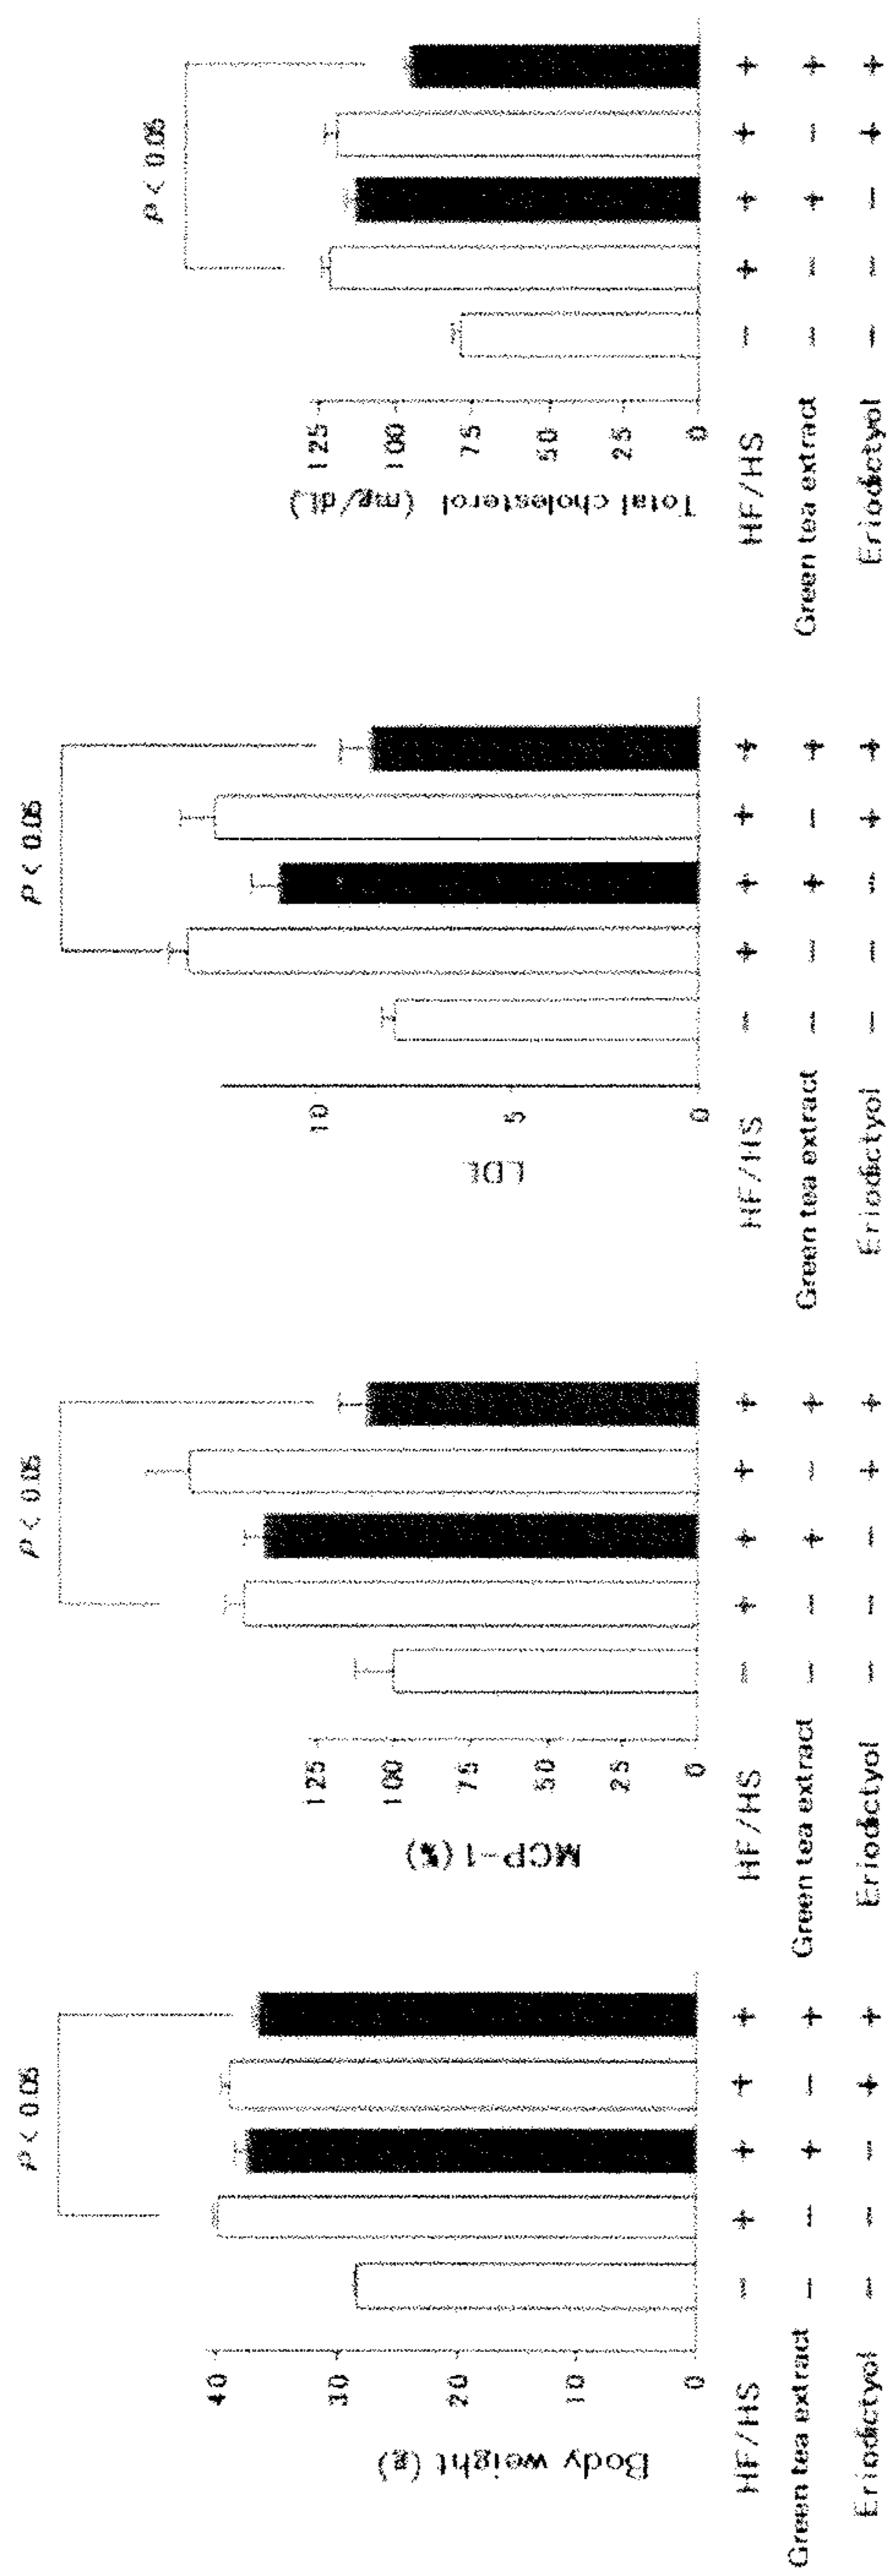 P < 0.05
Body weight (g)
40
30
20
10
0
HF/HS − + + + +
Green tea extract − − + − +
Eriodictyol − − − + +
P < 0.05
MCP-1 (%)
125
100
75
50
25
0
HF/HS − + + + +
Green tea extract − − + − +
Eriodictyol − − − + +
P < 0.05
LDL
10
5
0
HF/HS − + + + +
Green tea extract − − + − +
Eriodictyol − − − + +
P < 0.05
Total cholesterol (mg/dL)
125
100
75
50
25
0
HF/HS − + + + +
Green tea extract − − + − +
Eriodictyol − − − + +